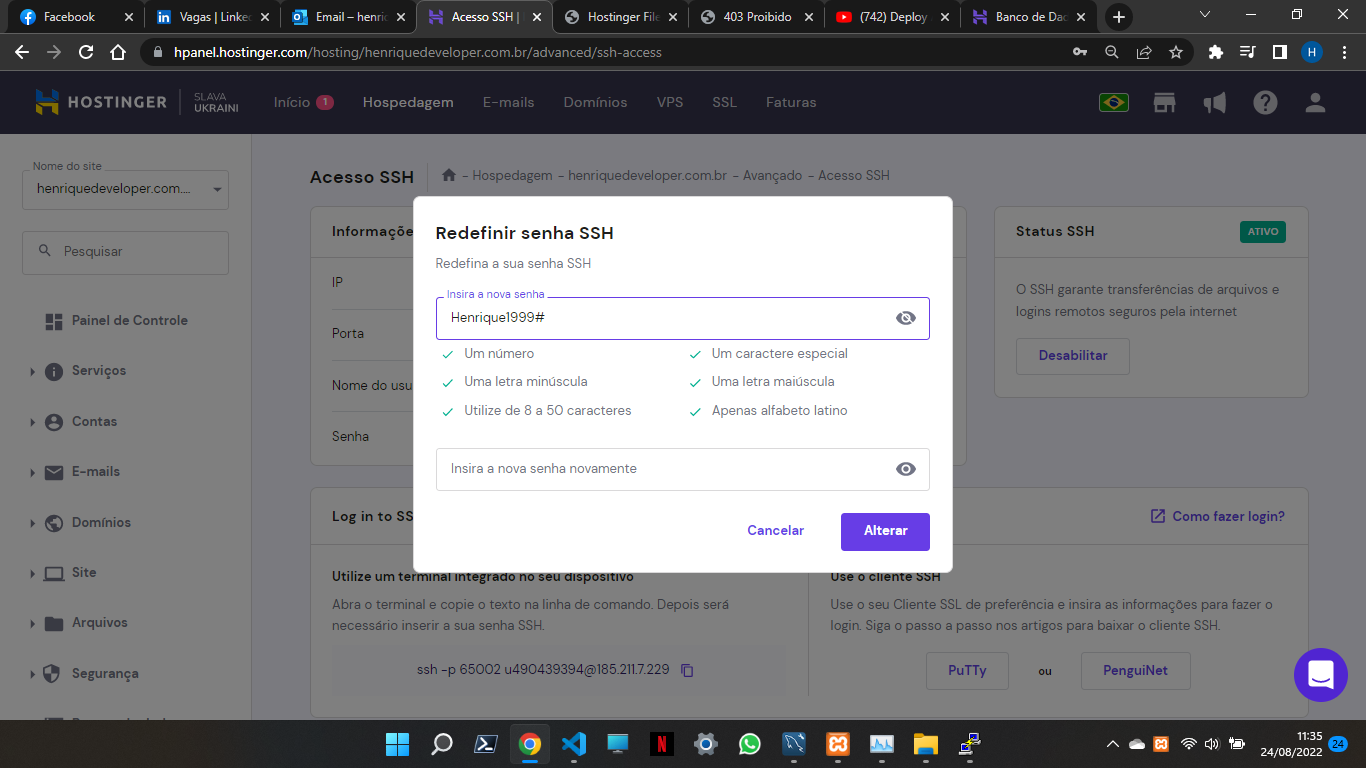 Facebook
Vagas | Linked
Email – henri
Acesso SSH |
Hostinger File
403 Proibido
(742) Deploy
Banco de Dad
hpanel.hostinger.com/hosting/henriquedeveloper.com.br/advanced/ssh-access
H
HOSTINGER
SLAVA
UKRAINI
Início 1
Hospedagem
E-mails
Domínios
VPS
SSL
Faturas
Nome do site
henriquedeveloper.com....
Pesquisar
Painel de Controle
Serviços
Contas
E-mails
Domínios
Site
Arquivos
Segurança
Acesso SSH
- Hospedagem - henriquedeveloper.com.br - Avançado - Acesso SSH
Informaçõe
IP
Porta
Nome do usu
Senha
Status SSH
ATIVO
O SSH garante transferências de arquivos e
logins remotos seguros pela internet
Desabilitar
Redefinir senha SSH
Redefina a sua senha SSH
Insira a nova senha
Henrique1999#
Um número
Um caractere especial
Uma letra minúscula
Uma letra maiúscula
Utilize de 8 a 50 caracteres
Apenas alfabeto latino
Insira a nova senha novamente
Cancelar
Alterar
Log in to SS
Como fazer login?
Utilize um terminal integrado no seu dispositivo
Abra o terminal e copie o texto na linha de comando. Depois será
necessário inserir a sua senha SSH.
ssh -p 65002 u490439394@185.211.7.229
Use o cliente SSH
Use o seu Cliente SSL de preferência e insira as informações para fazer o
login. Siga o passo a passo nos artigos para baixar o cliente SSH.
PuTTy
ou
PenguiNet
11:35
24/08/2022
24